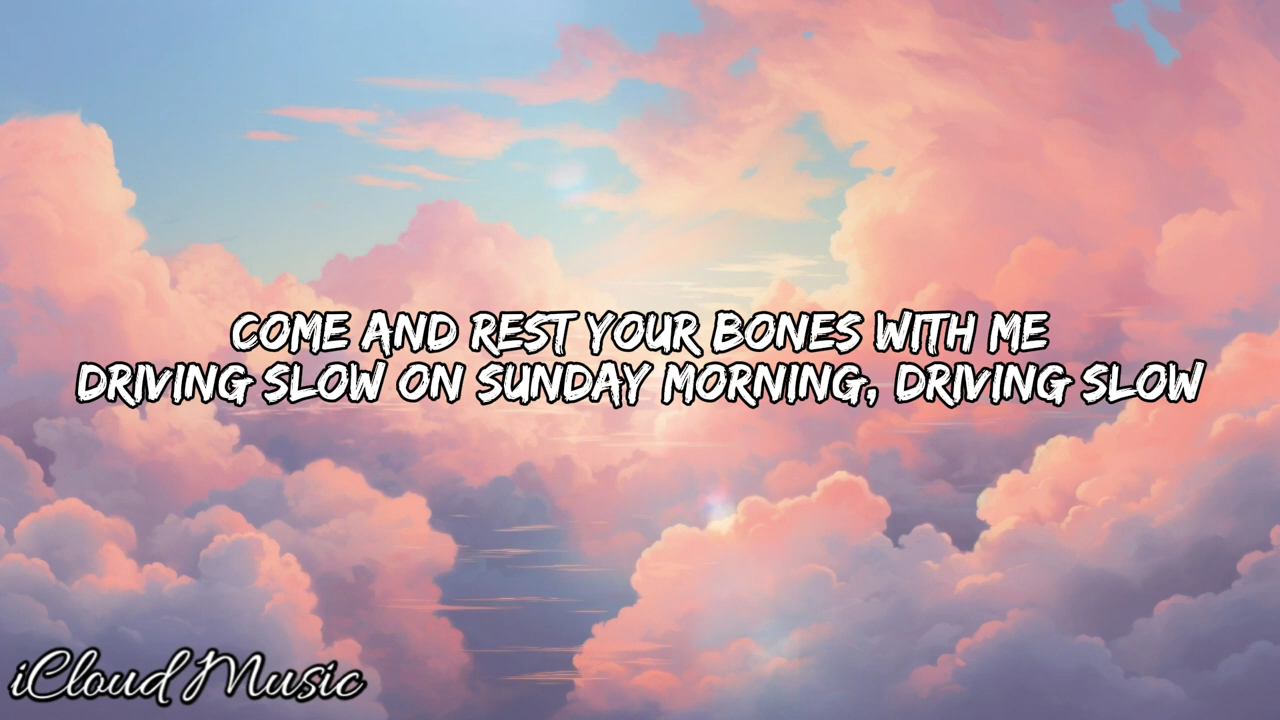 COME AND REST YOUR BONES WITH ME
DRIVING SLOW ON SUNDAY MORNING, DRIVING SLOW
iCloud Music